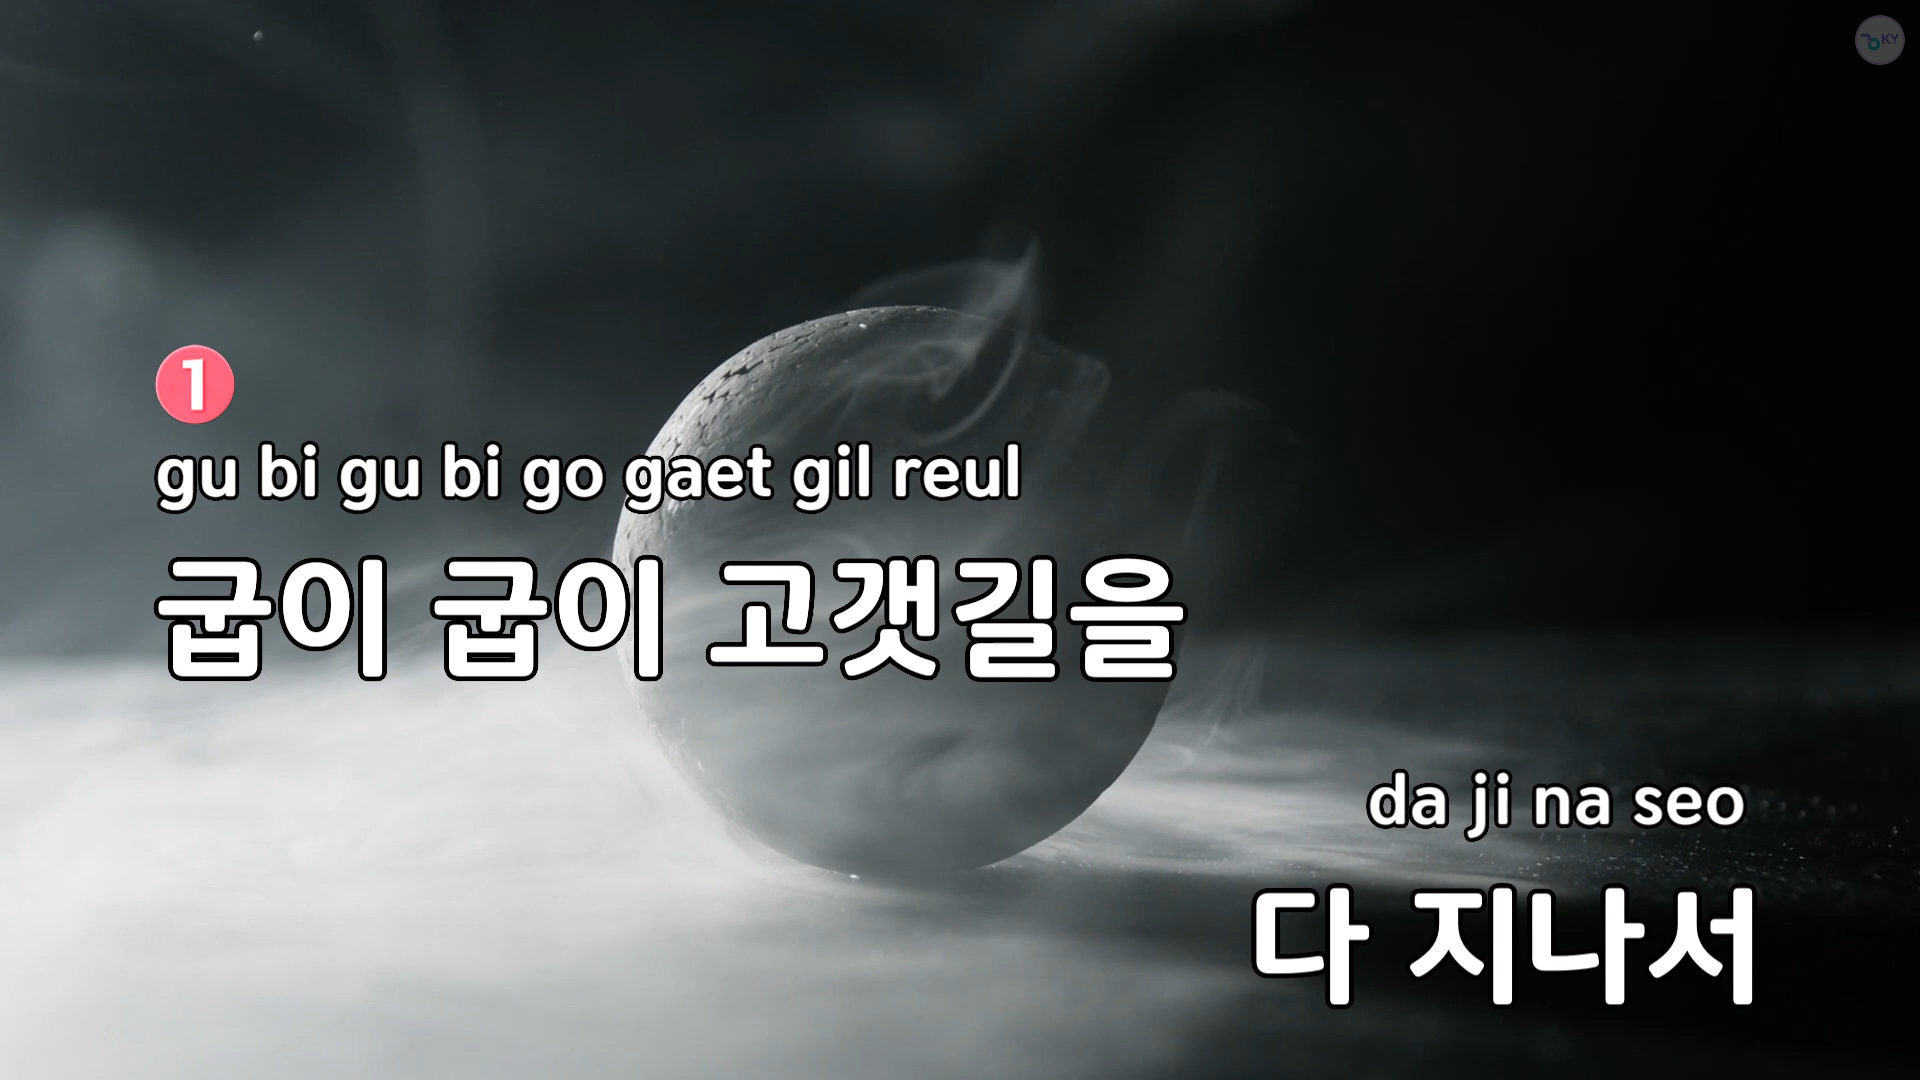 KY
1
gu bi gu bi go gaet gil reul
굽이 굽이 고갯길을
da ji na seo
다 지나서